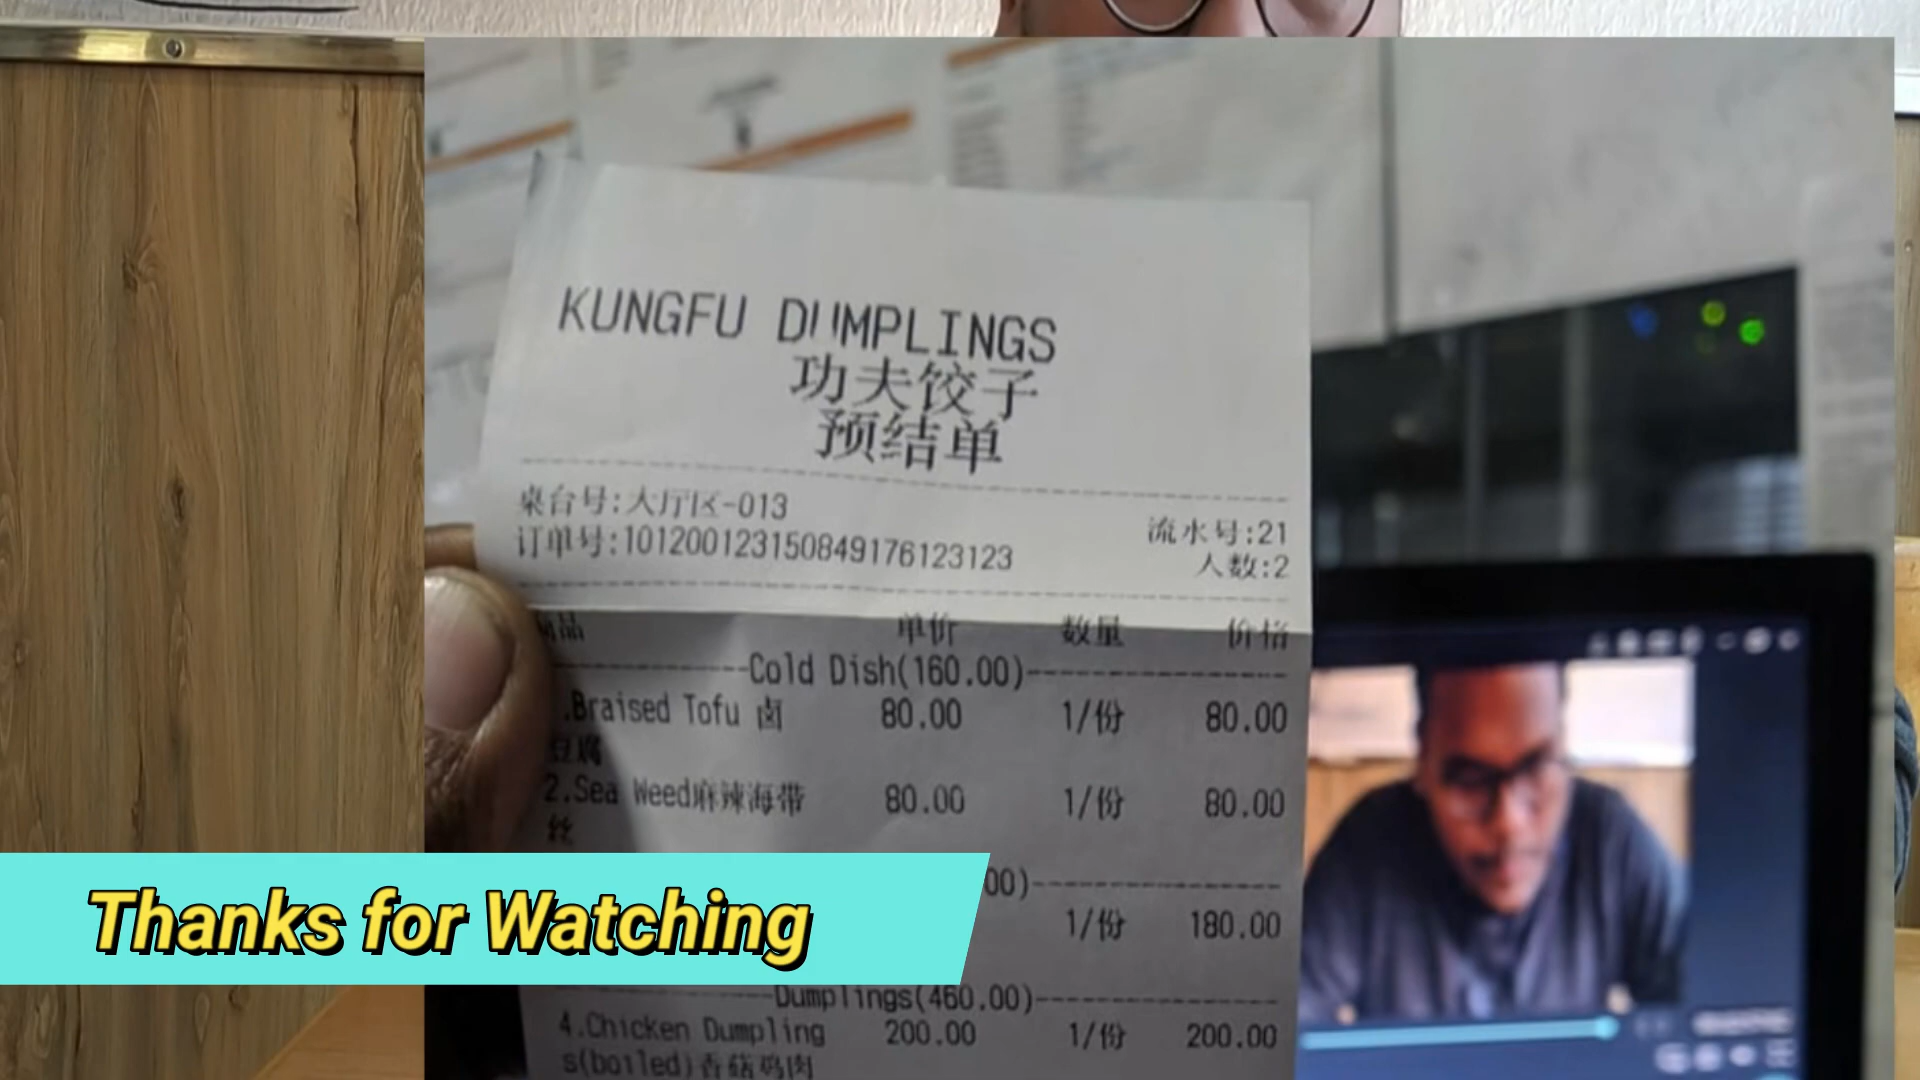 KUNGFU DUMPLINGS
功夫饺子
预结单
桌台号:大厅区-013
流水号:21
订单号:101200123150849176123123
人数:2
商品 单价 数量 价格
Cold Dish(160.00)
.Braised Tofu 卤 80.00 1/份 80.00
豆腐
2.Sea Weed麻辣海带 80.00 1/份 80.00
丝
00)
1/份 180.00
Thanks for Watching
Dumplings(460.00)
4.Chicken Dumpling 200.00 1/份 200.00
s(boiled)香菇鸡肉